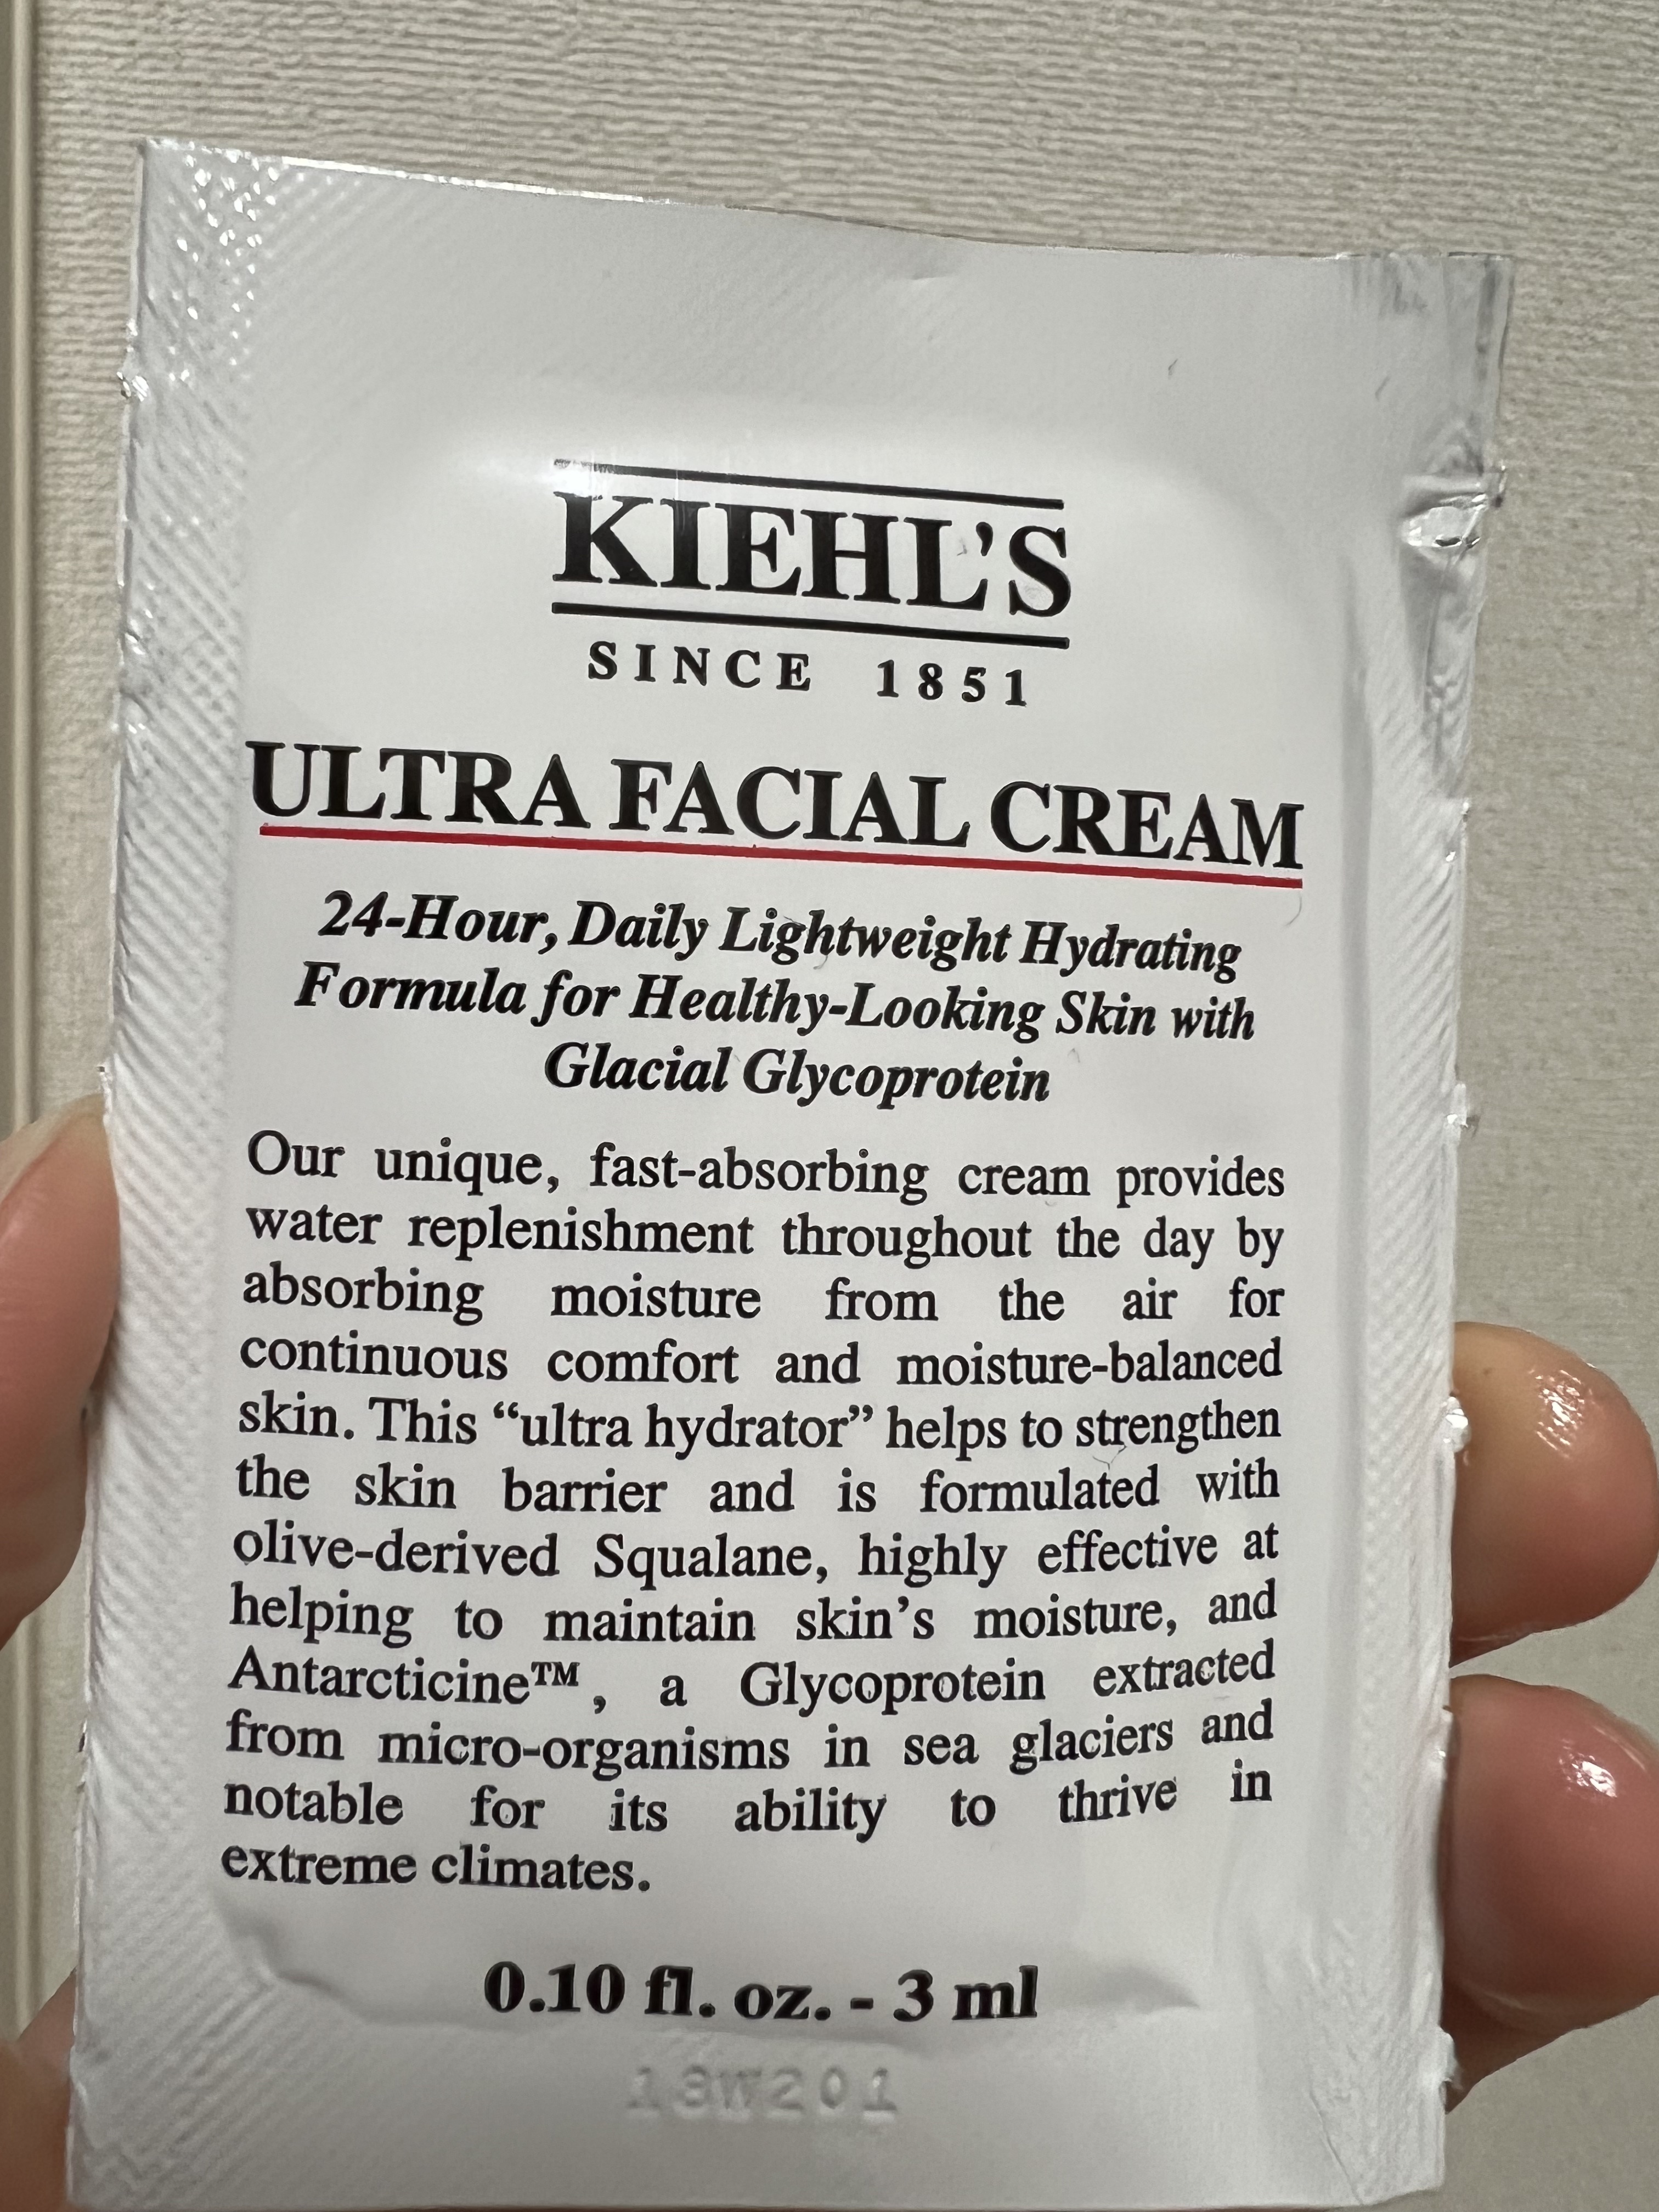 KIEHL'S
SINCE 1851
ULTRA FACIAL CREAM
24-Hour, Daily Lightweight Hydrating
Formula for Healthy-Looking Skin with
Glacial Glycoprotein
Our unique, fast-absorbing cream provides
water replenishment throughout the day by
absorbing moisture from the air for
continuous comfort and moisture-balanced
skin. This “ultra hydrator” helps to strengthen
the skin barrier and is formulated with
olive-derived Squalane, highly effective at
helping to maintain skin’s moisture, and
Antarcticine™, a Glycoprotein extracted
from micro-organisms in sea glaciers and
notable for its ability to thrive in
extreme climates.
0.10 fl. oz. - 3 ml
18W201